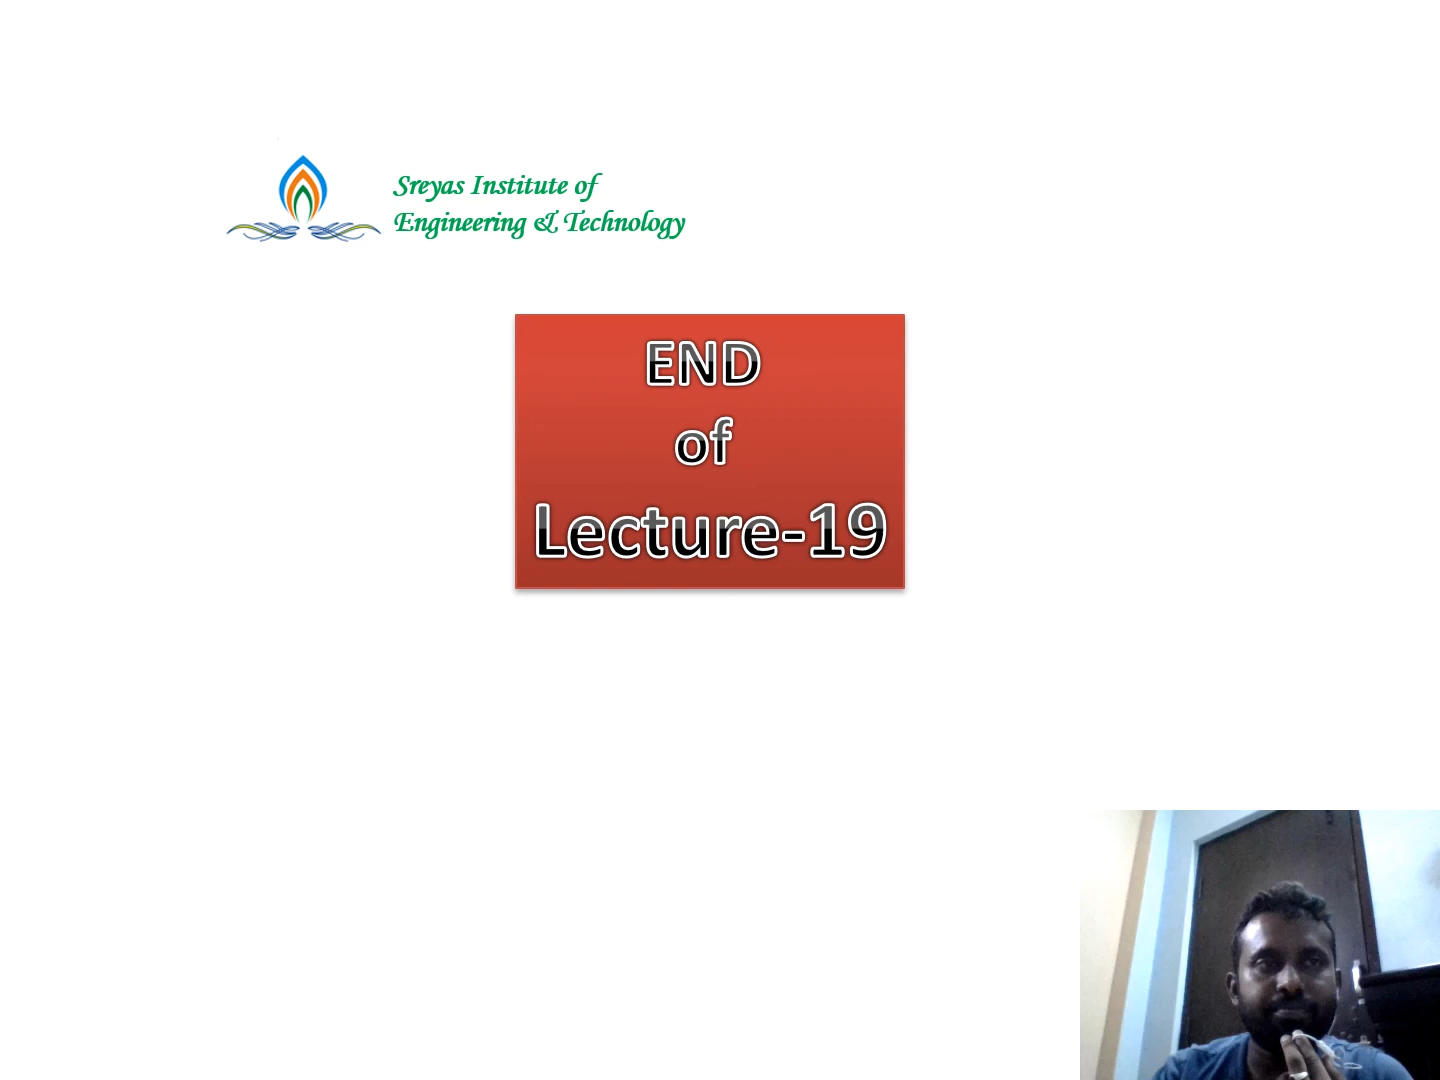 Sreyas Institute of
Engineering & Technology
END
of
Lecture-19